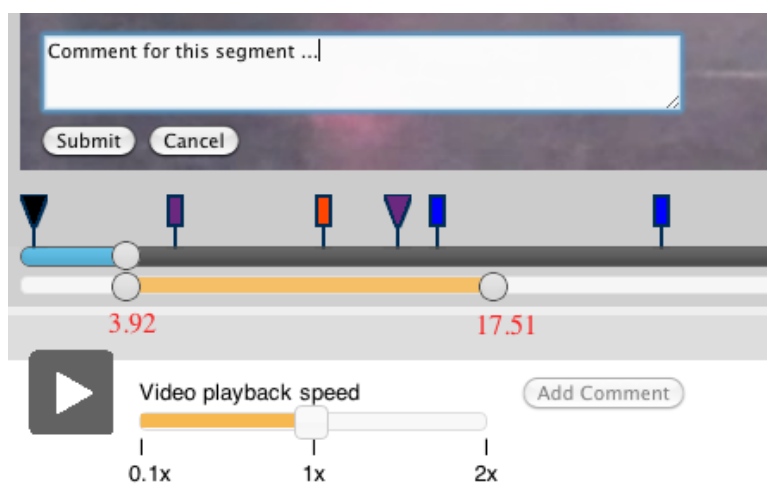 Comment for this segment ...
Submit Cancel
3.92 17.51
Video playback speed Add Comment
0.1x 1x 2x